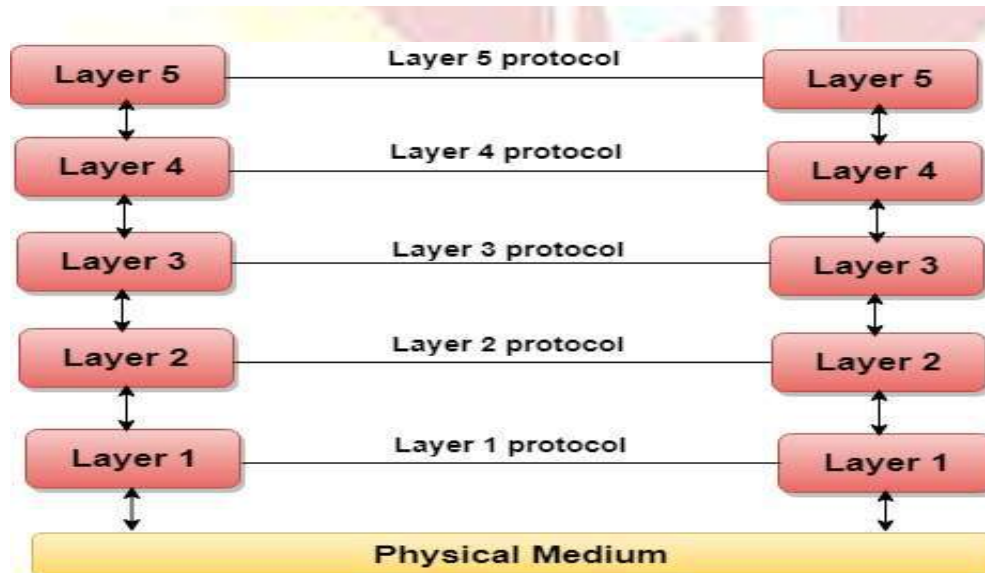 Layer 5 protocol
Layer 5
Layer 5
Layer 4 protocol
Layer 4
Layer 4
Layer 3 protocol
Layer 3
Layer 3
Layer 2 protocol
Layer 2
Layer 2
Layer 1 protocol
Layer 1
Layer 1
Physical Medium